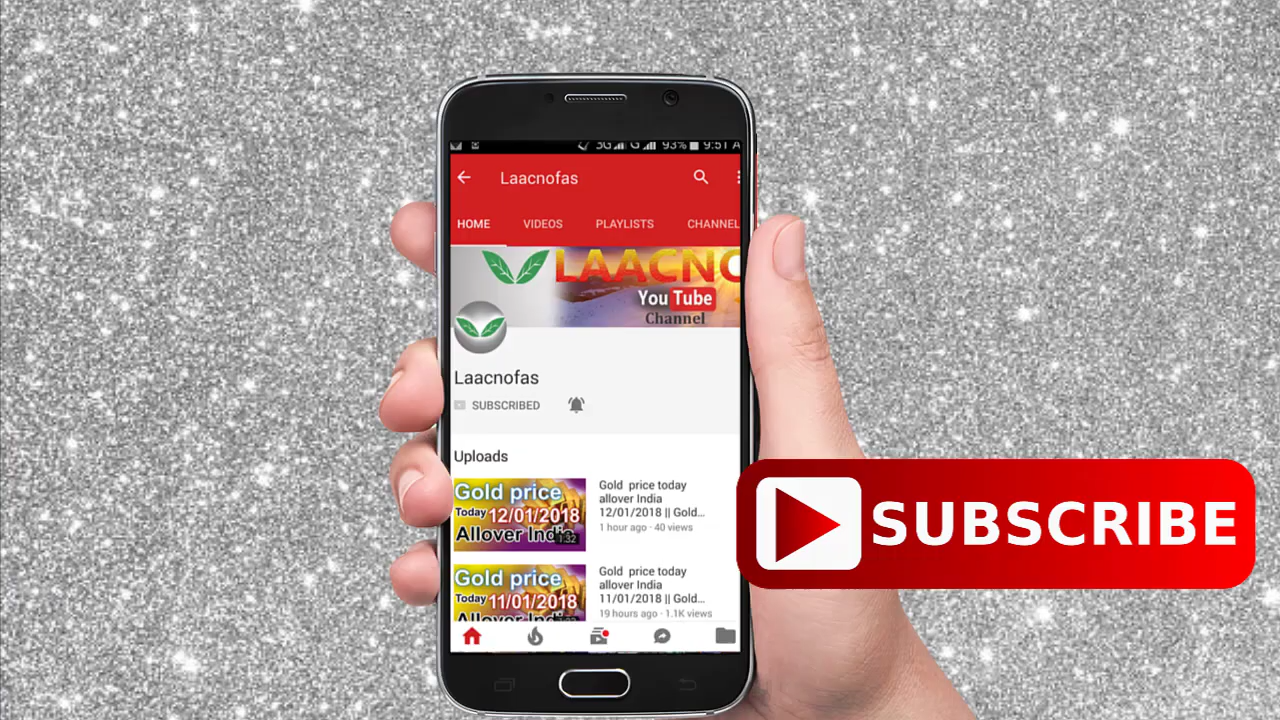 3G G 93% 9:51 A
Laacnofas
HOME VIDEOS PLAYLISTS CHANNEL
LAACNO
You Tube
Channel
Laacnofas
SUBSCRIBED
Uploads
Gold price
Today 12/01/2018
Allover India
1:32
Gold price today
allover India
12/01/2018 || Gold...
1 hour ago · 40 views
Gold price
Today 11/01/2018
Allover India
Gold price today
allover India
11/01/2018 || Gold...
19 hours ago · 1.1K views
SUBSCRIBE